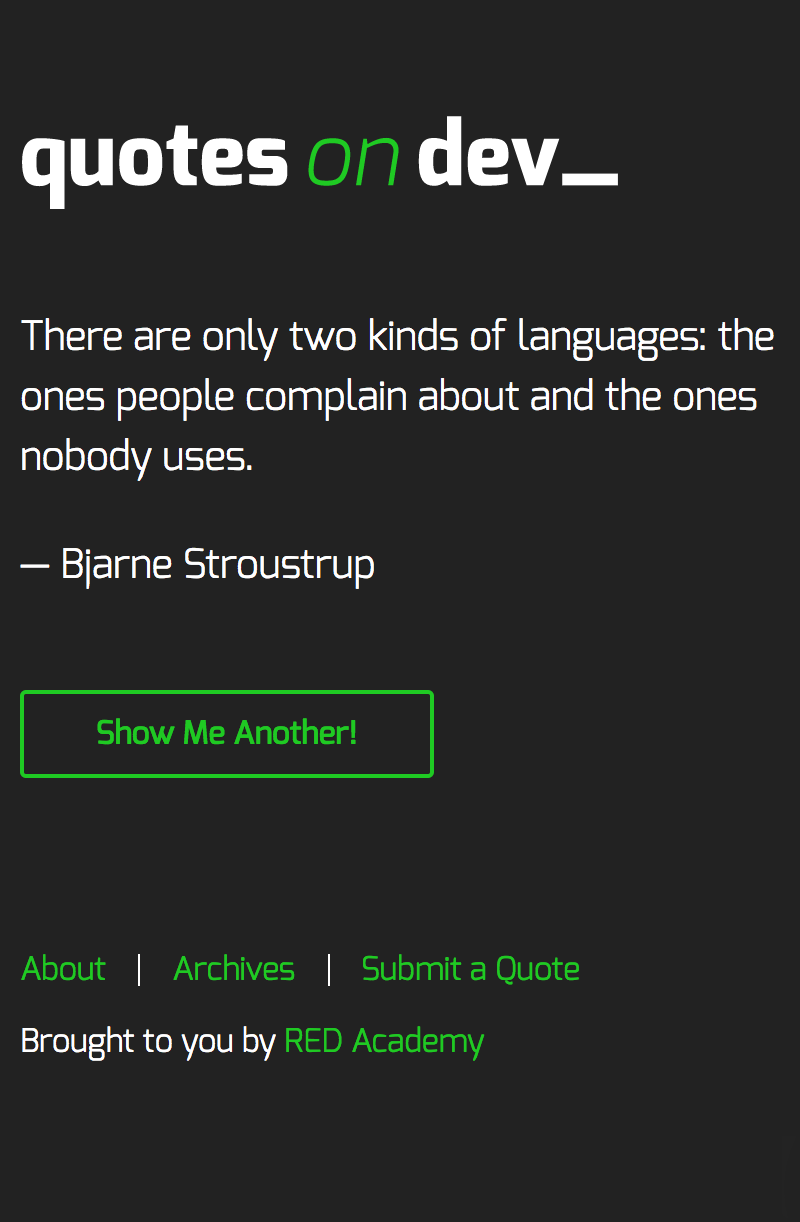 quotes on dev_
There are only two kinds of languages: the
ones people complain about and the ones
nobody uses.
— Bjarne Stroustrup
Show Me Another!
About | Archives | Submit a Quote
Brought to you by RED Academy